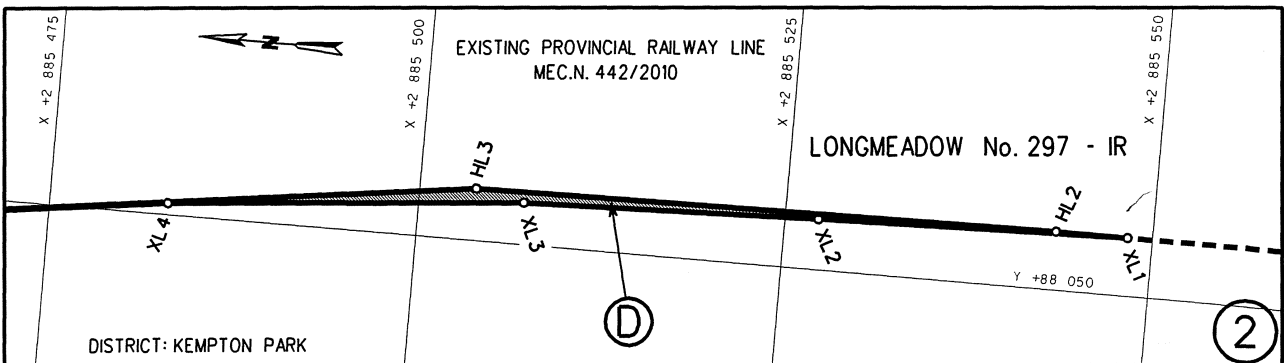 X +2 885 475
X +2 885 500
X +2 885 525
X +2 885 550
N
EXISTING PROVINCIAL RAILWAY LINE
MEC.N. 442/2010
LONGMEADOW No. 297 - IR
HL3
HL2
XL4
XL3
XL2
XL1
Y +88 050
D
2
DISTRICT: KEMPTON PARK